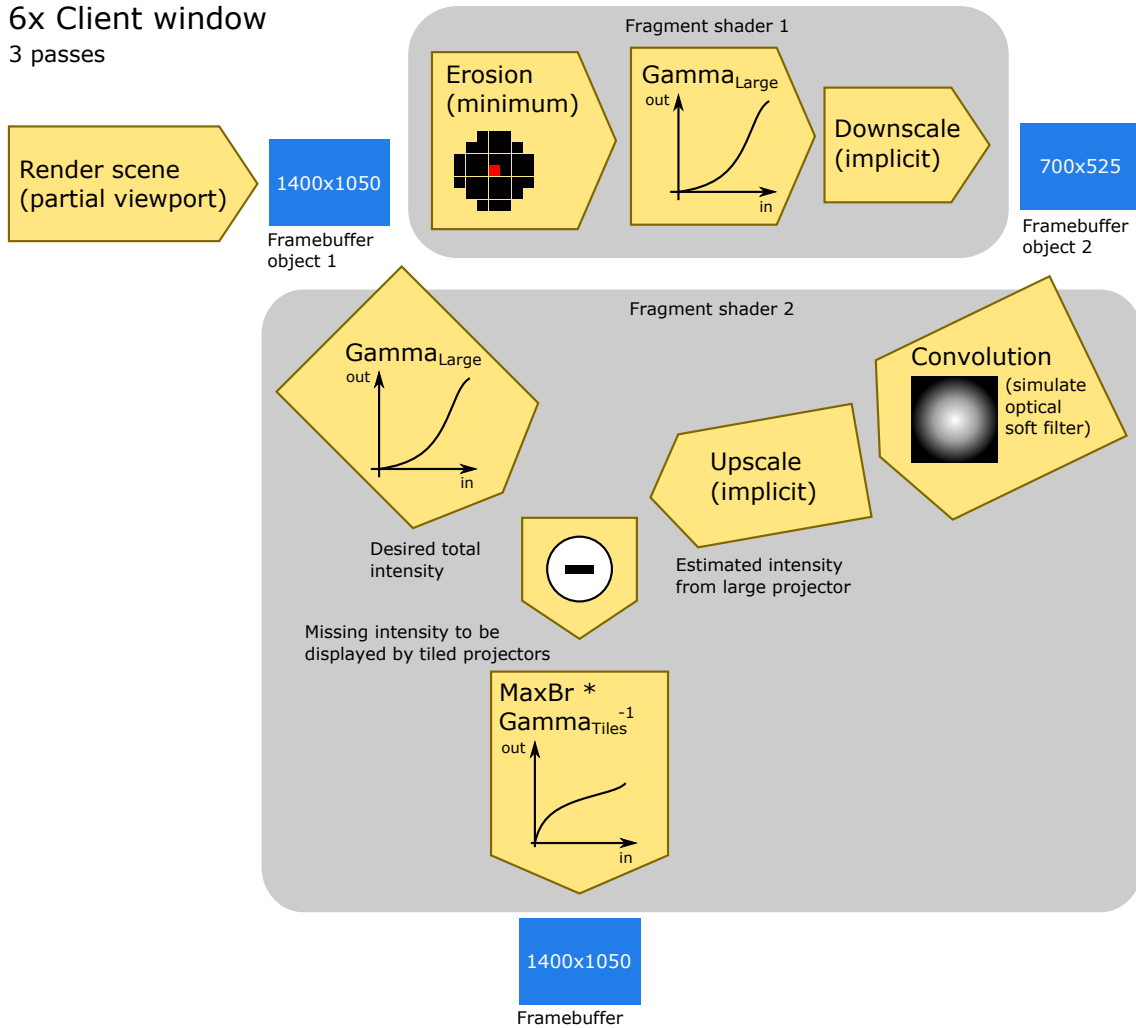 6x Client window
3 passes
Render scene
(partial viewport)
1400x1050
Framebuffer
object 1
Fragment shader 1
Erosion
(minimum)
GammaLarge
out
in
Downscale
(implicit)
700x525
Framebuffer
object 2
Fragment shader 2
GammaLarge
out
in
Desired total
intensity
Convolution
(simulate
optical
soft filter)
Upscale
(implicit)
Estimated intensity
from large projector
Missing intensity to be
displayed by tiled projectors
MaxBr *
GammaTiles-1
out
in
1400x1050
Framebuffer